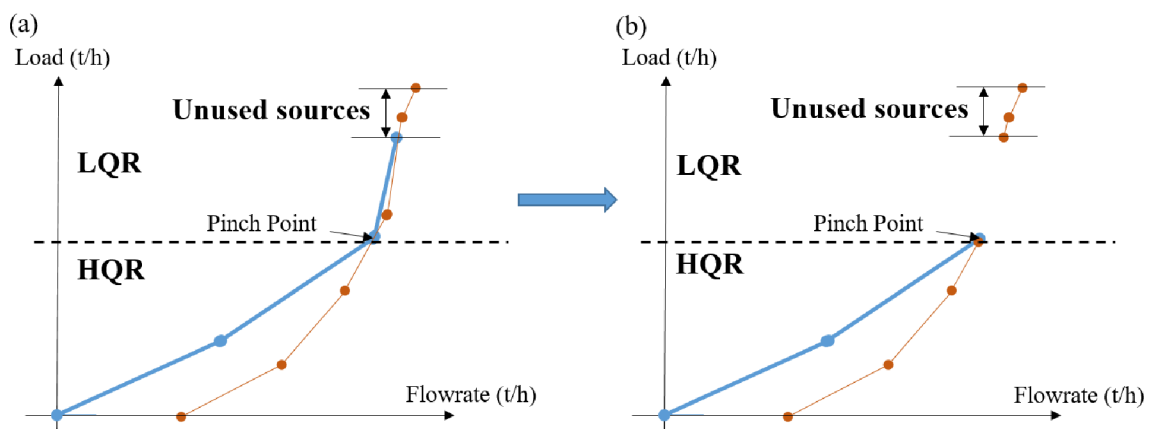 (a)
Load (t/h)
Unused sources
LQR
Pinch Point
HQR
Flowrate (t/h)
(b)
Load (t/h)
Unused sources
LQR
Pinch Point
HQR
Flowrate (t/h)